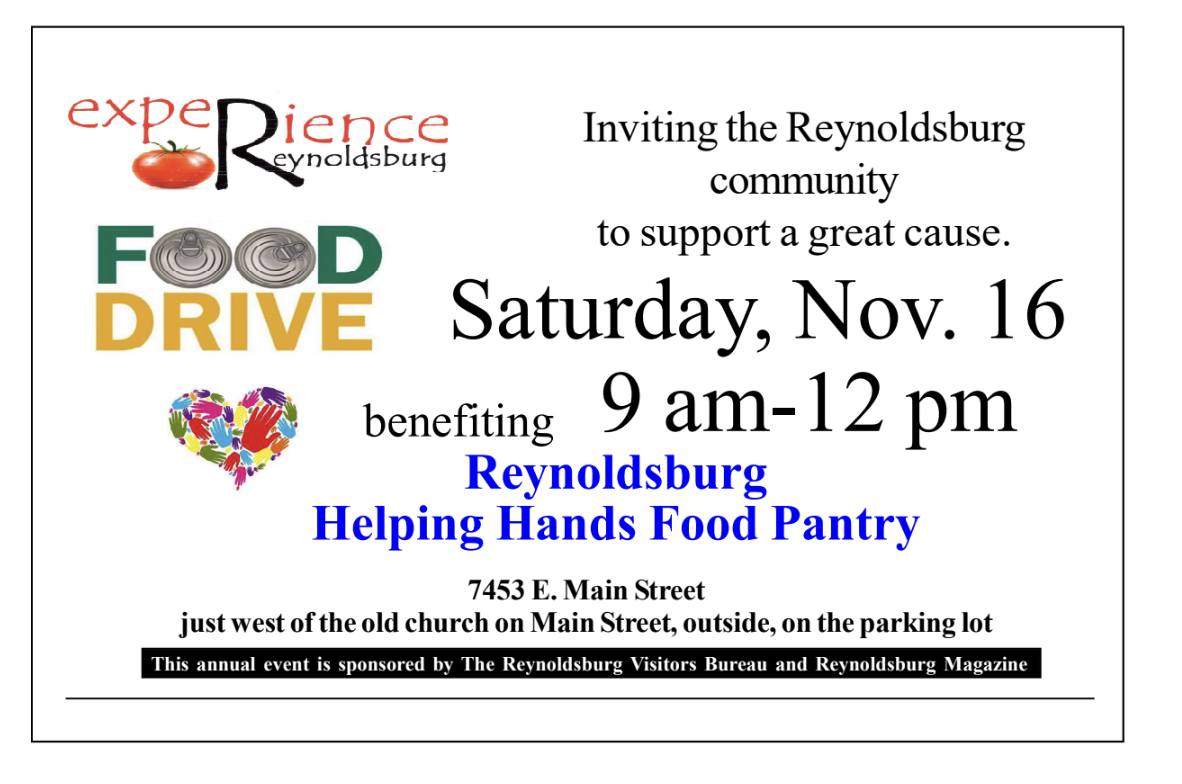 expeRience
Reynoldsburg
FOOD
DRIVE
Inviting the Reynoldsburg
community
to support a great cause.
Saturday, Nov. 16
benefiting 9 am-12 pm
Reynoldsburg
Helping Hands Food Pantry
7453 E. Main Street
just west of the old church on Main Street, outside, on the parking lot
This annual event is sponsored by The Reynoldsburg Visitors Bureau and Reynoldsburg Magazine